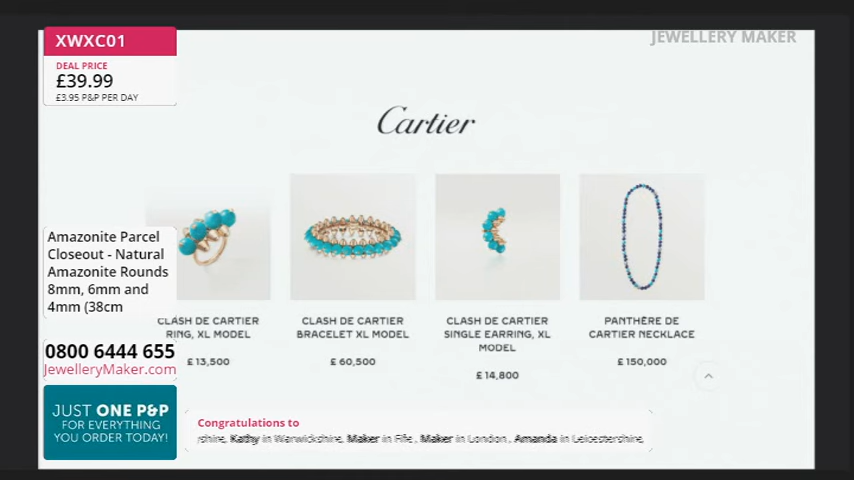 XWXC01
DEAL PRICE
£39.99
£3.95 P&P PER DAY
JEWELLERY MAKER
Cartier
Amazonite Parcel
Closeout - Natural
Amazonite Rounds
8mm, 6mm and
4mm (38cm
CLASH DE CARTIER
RING, XL MODEL
£13,500
CLASH DE CARTIER
BRACELET XL MODEL
£60,500
CLASH DE CARTIER
SINGLE EARRING, XL
MODEL
£14,800
PANTHÈRE DE
CARTIER NECKLACE
£150,000
0800 6444 655
JewelleryMaker.com
JUST ONE P&P
FOR EVERYTHING
YOU ORDER TODAY!
Congratulations to
shire, Kathy in Warwickshire, Maker in Fife , Maker in London , Amanda in Leicestershire,